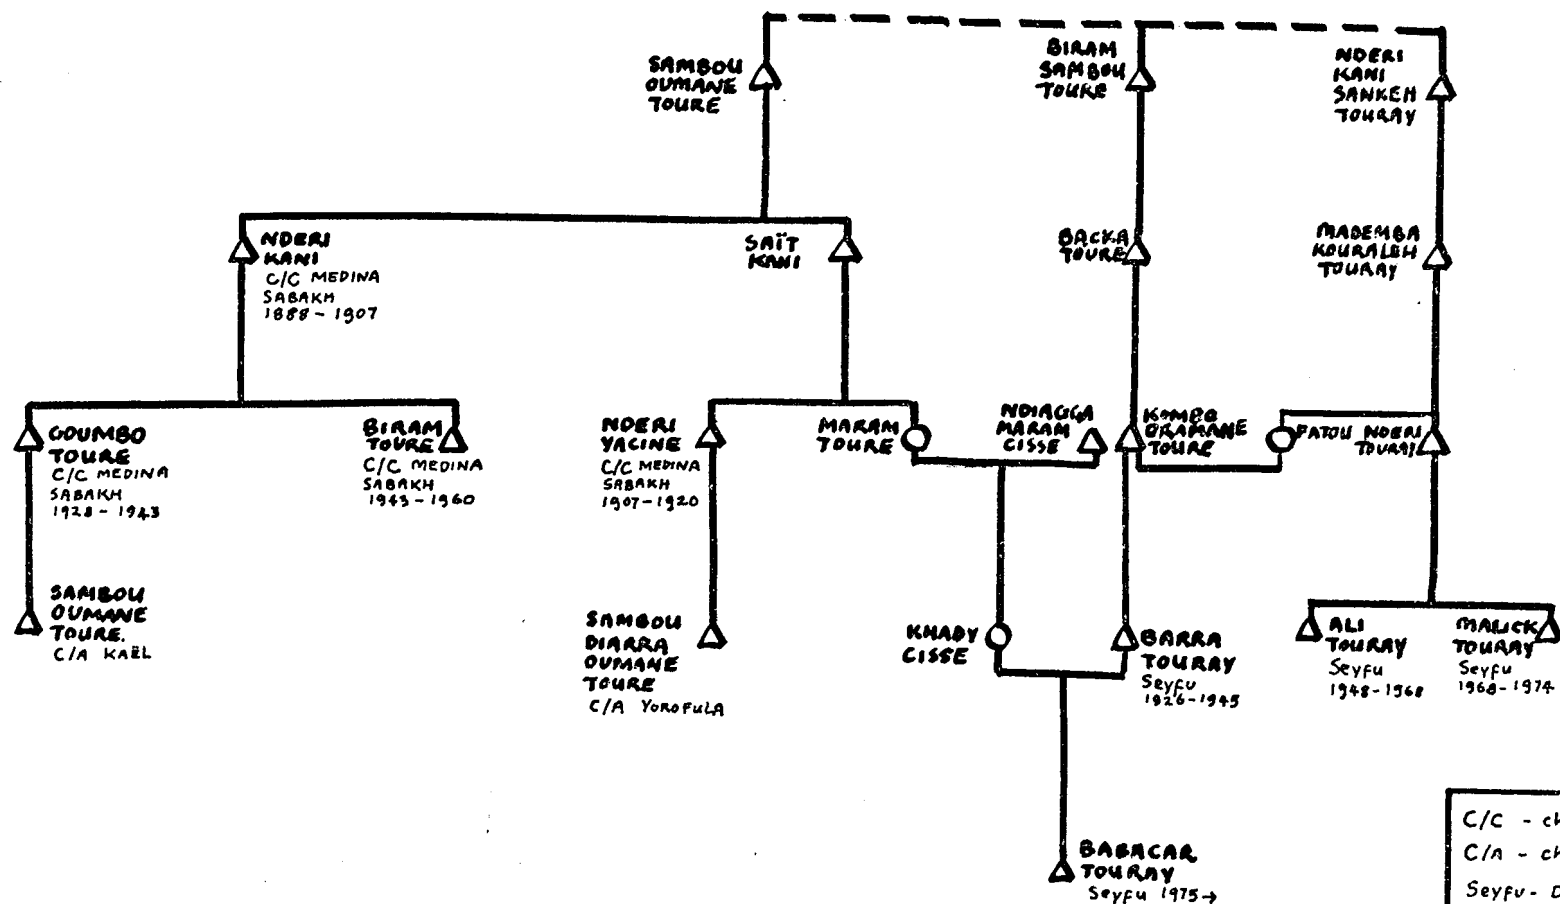 SAMBOU
OUMANE
TOURE
BIRAM
SAMBOU
TOURE
NDERI
KANI
SANKEH
TOURAY
NDERI
KANI
C/C MEDINA
SABAKH
1888 - 1907
SAÏT
KANI
BACKA
TOURE
MADEMBA
KOURALEH
TOURAY
GOUMBO
TOURE
C/C MEDINA
SABAKH
1928 - 1943
BIRAM
TOURE
C/C MEDINA
SABAKH
1943 - 1960
NDERI
YACINE
C/C MEDINA
SABAKH
1907 - 1920
MARAM
TOURE
NDIAGGA
MARAM
CISSE
KOMBO
DRAMANE
TOURE
FATOU NDERI
TOURAY
SAMBOU
OUMANE
TOURE.
C/A KAËL
SAMBOU
DIARRA
OUMANE
TOURE
C/A YOROFULA
KHADY
CISSE
BARRA
TOURAY
Seyfu
1926-1945
ALI
TOURAY
Seyfu
1948-1968
MALICK
TOURAY
Seyfu
1968-1974
BABACAR
TOURAY
Seyfu 1975→
C/C - ch
C/A - ch
Seyfu - D